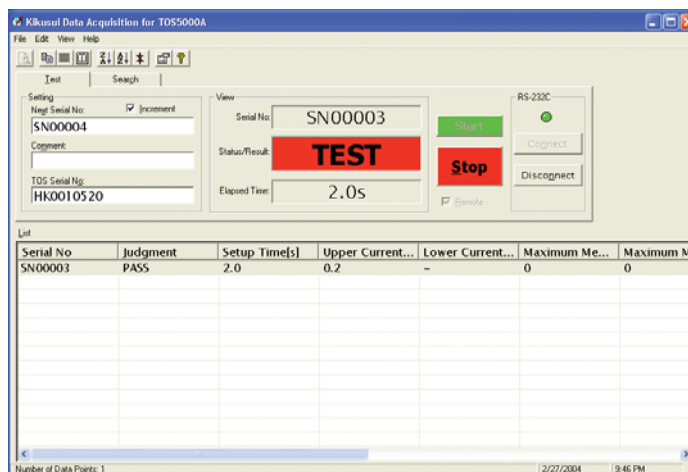 Kikusui Data Acquisition for TOS5000A
File Edit View Help
Test Search
Setting
Next Serial No: Increment
SN00004
Comment:
TOS Serial No:
HK0010520
View
Serial No: SN00003
Status/Result: TEST
Elapsed Time: 2.0s
Start
Stop
Remote
RS-232C
Connect
Disconnect
List
Serial No Judgment Setup Time[s] Upper Current... Lower Current... Maximum Me... Maximum M
SN00003 PASS 2.0 0.2 – 0 0
Number of Data Points: 1 2/27/2004 9:46 PM